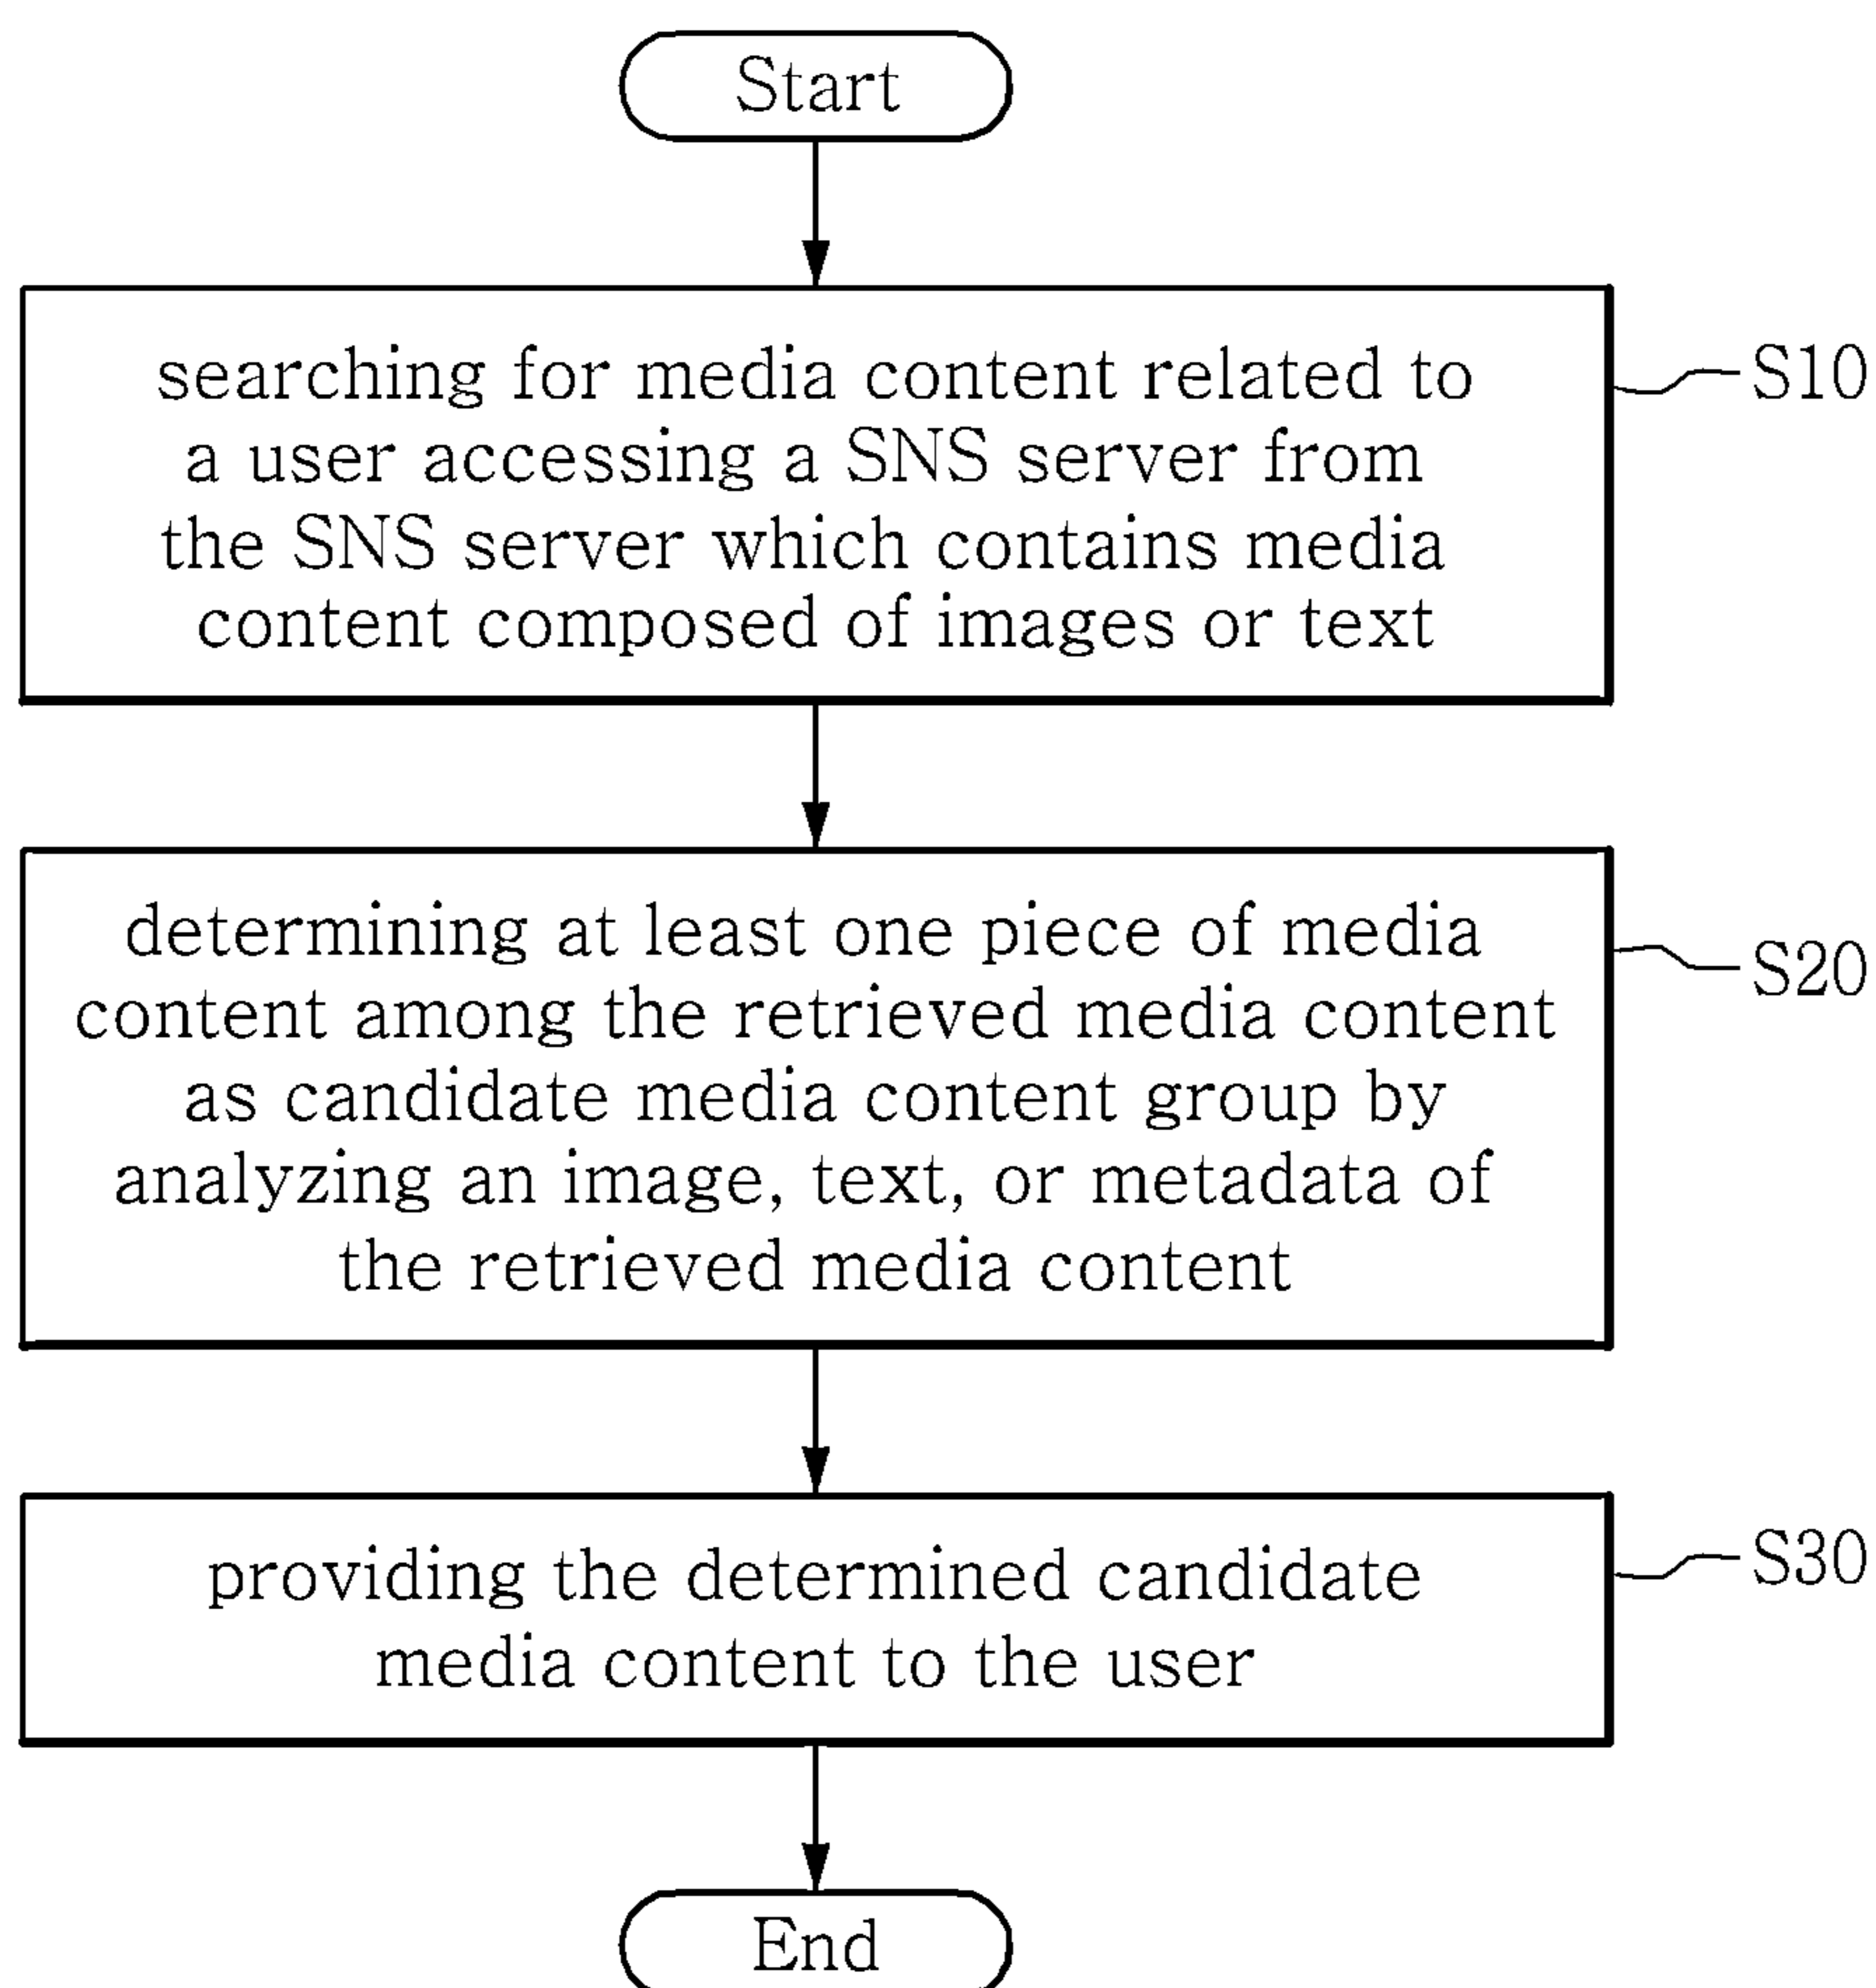 Start
searching for media content related to
a user accessing a SNS server from
the SNS server which contains media
content composed of images or text
S10
determining at least one piece of media
content among the retrieved media content
as candidate media content group by
analyzing an image, text, or metadata of
the retrieved media content
S20
providing the determined candidate
media content to the user
S30
End